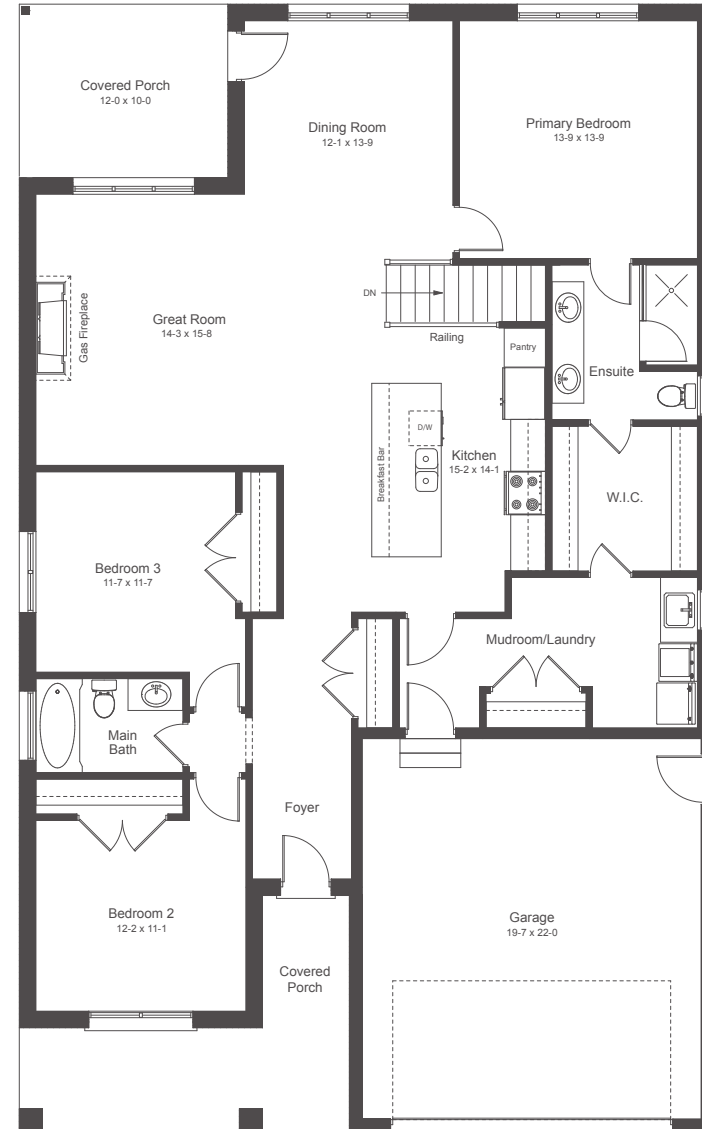 Covered Porch
12-0 x 10-0
Dining Room
12-1 x 13-9
Primary Bedroom
13-9 x 13-9
DN
Great Room
14-3 x 15-8
Gas Fireplace
Railing
Pantry
Ensuite
D/W
Breakfast Bar
Kitchen
15-2 x 14-1
W.I.C.
Bedroom 3
11-7 x 11-7
Mudroom/Laundry
Main
Bath
Foyer
Bedroom 2
12-2 x 11-1
Garage
19-7 x 22-0
Covered
Porch